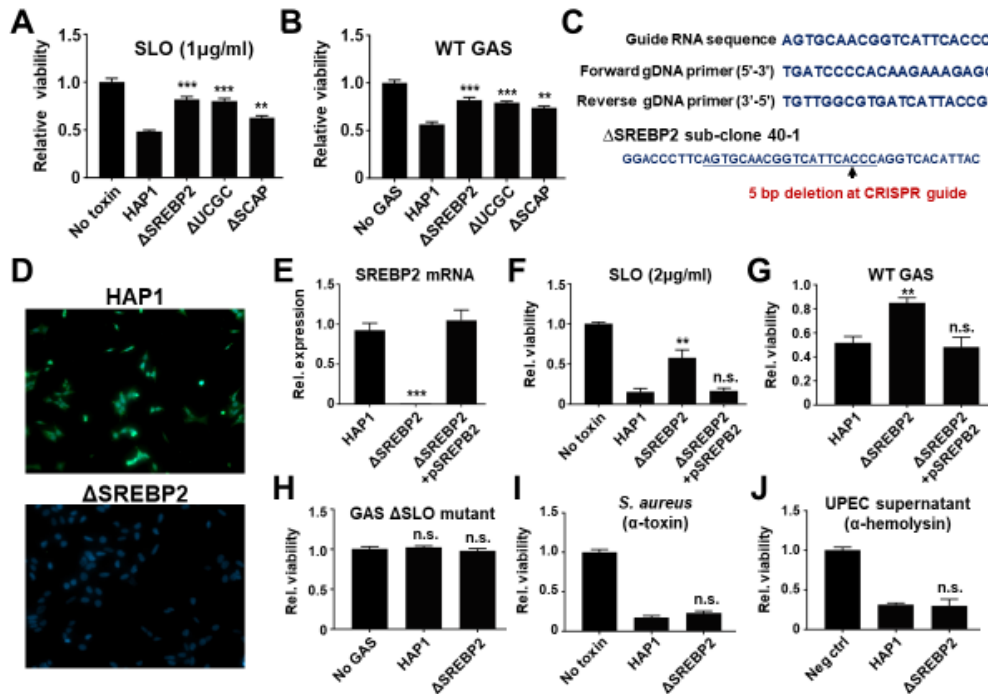 A
SLO (1µg/ml)
Relative viability
1.5
1.0
0.5
0
No toxin
HAP1
ΔSREBP2
ΔUCGC
ΔSCAP
***
***
**
B
WT GAS
Relative viability
1.5
1.0
0.5
0
No GAS
HAP1
ΔSREBP2
ΔUCGC
ΔSCAP
***
***
**
C
Guide RNA sequence AGTGCAACGGTCATTCACCC
Forward gDNA primer (5'-3') TGATCCCCACAAGAAAGAGG
Reverse gDNA primer (3'-5') TGTTGGCGTGATCATTACCG
ΔSREBP2 sub-clone 40-1
GGACCCTTCAGTGCAACGGTCATTCACCCAGGTCACATTAC
5 bp deletion at CRISPR guide
D
HAP1
ΔSREBP2
E
SREBP2 mRNA
Rel. expression
1.5
1.0
0.5
0
HAP1
ΔSREBP2
ΔSREBP2
+pSREPB2
***
F
SLO (2µg/ml)
Rel. viability
1.5
1.0
0.5
0
No toxin
HAP1
ΔSREBP2
ΔSREBP2
+pSREPB2
**
n.s.
G
WT GAS
Rel. viability
1.0
0.8
0.6
0.4
0.2
0
HAP1
ΔSREBP2
ΔSREBP2
+pSREPB2
**
n.s.
H
GAS ΔSLO mutant
Rel. viability
1.5
1.0
0.5
0
No GAS
HAP1
ΔSREBP2
n.s.
n.s.
I
S. aureus
(α-toxin)
Rel. viability
1.5
1.0
0.5
0
No toxin
HAP1
ΔSREBP2
n.s.
J
UPEC supernatant
(α-hemolysin)
Rel. viability
1.5
1.0
0.5
0
Neg ctrl
HAP1
ΔSREBP2
n.s.